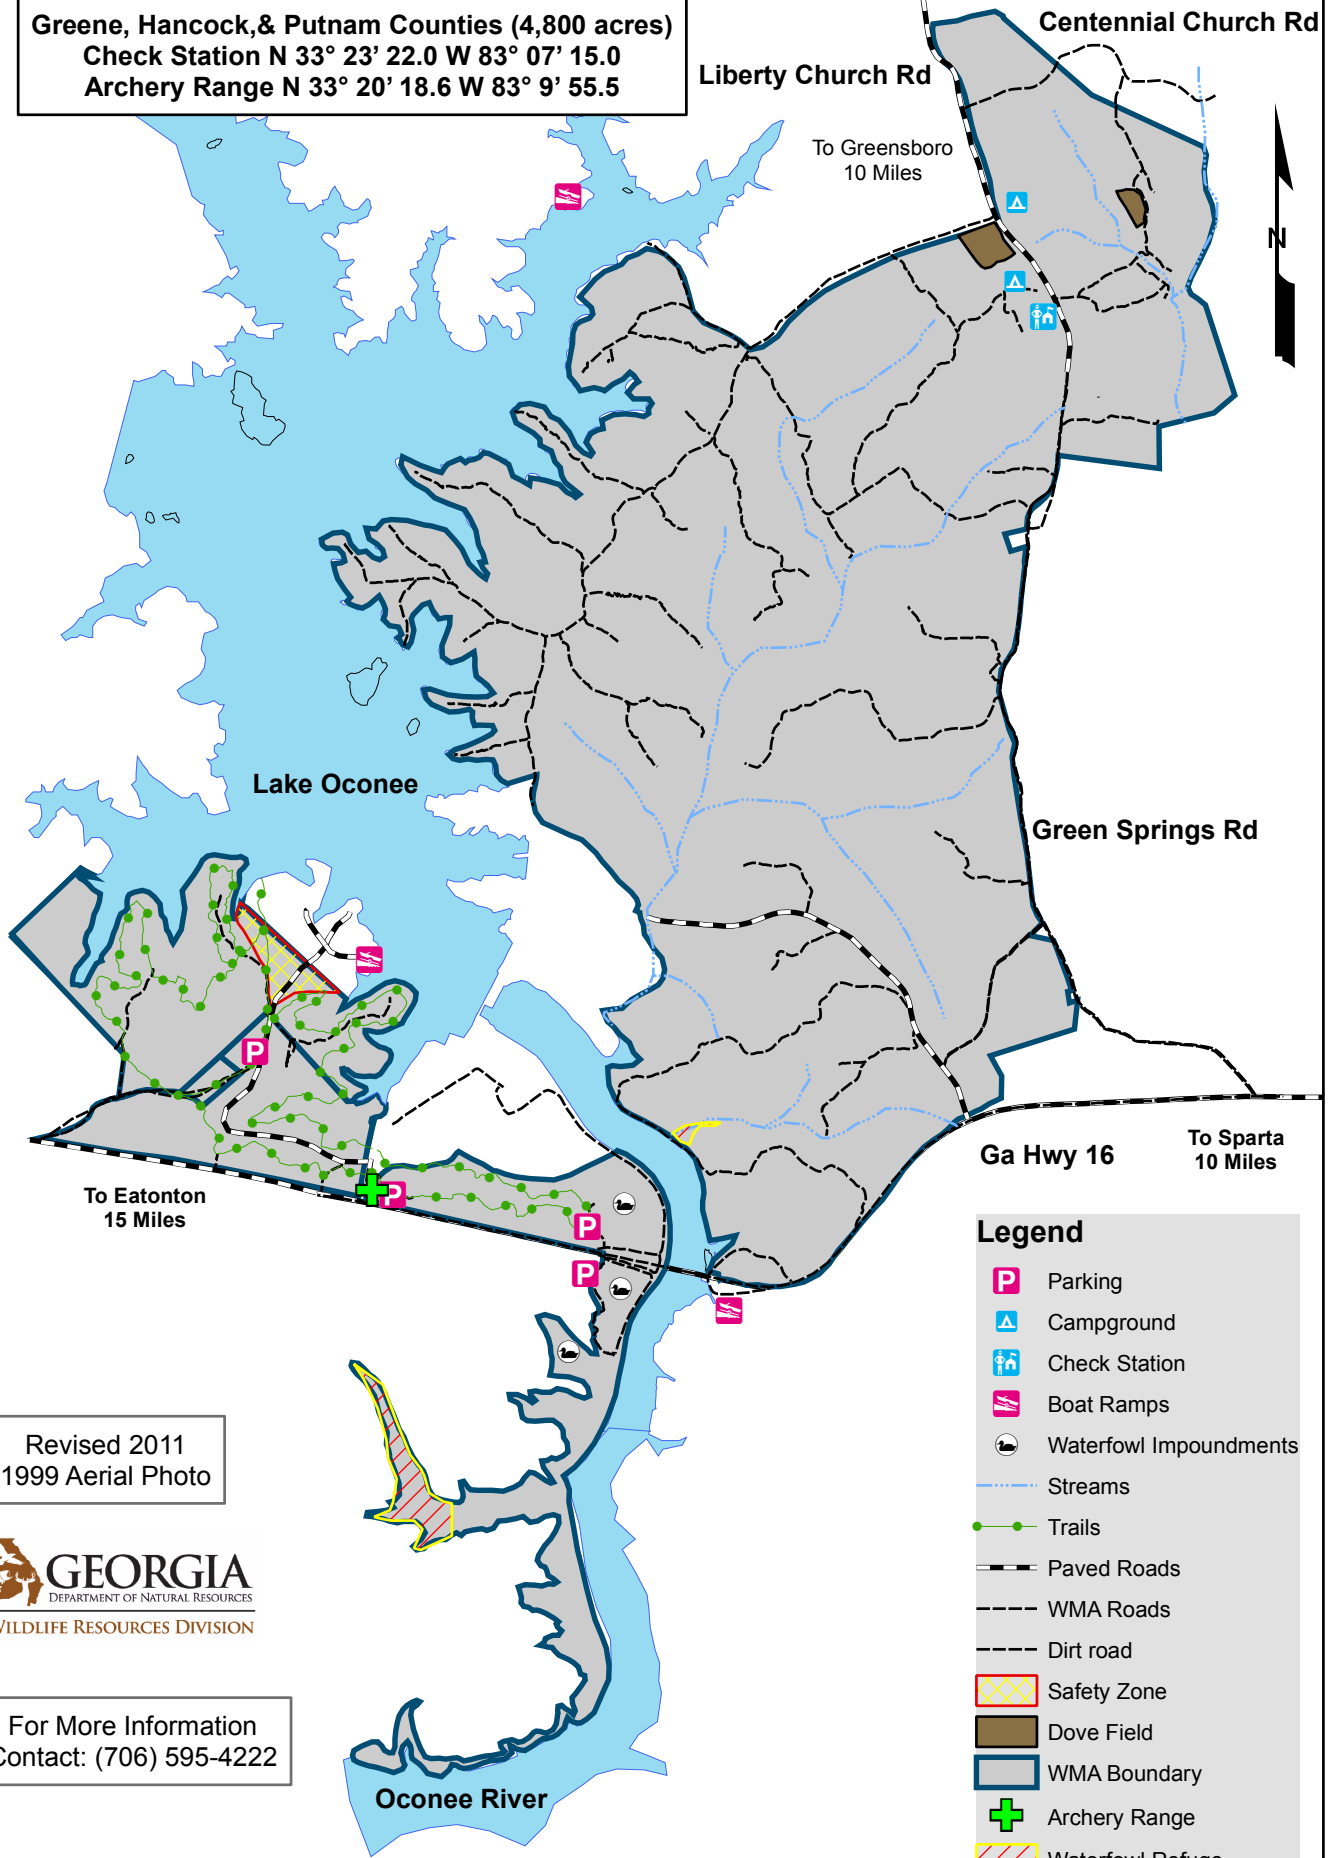 Greene, Hancock,& Putnam Counties (4,800 acres)
Check Station N 33° 23’ 22.0 W 83° 07’ 15.0
Archery Range N 33° 20’ 18.6 W 83° 9’ 55.5
Centennial Church Rd
Liberty Church Rd
To Greensboro
10 Miles
N
Lake Oconee
Green Springs Rd
P
To Eatonton
15 Miles
P
P
P
Ga Hwy 16
To Sparta
10 Miles
Oconee River
Revised 2011
1999 Aerial Photo
GEORGIA
DEPARTMENT OF NATURAL RESOURCES
WILDLIFE RESOURCES DIVISION
For More Information
Contact: (706) 595-4222
Legend
P Parking
Campground
Check Station
Boat Ramps
Waterfowl Impoundments
Streams
Trails
Paved Roads
WMA Roads
Dirt road
Safety Zone
Dove Field
WMA Boundary
Archery Range
Waterfowl Refuge